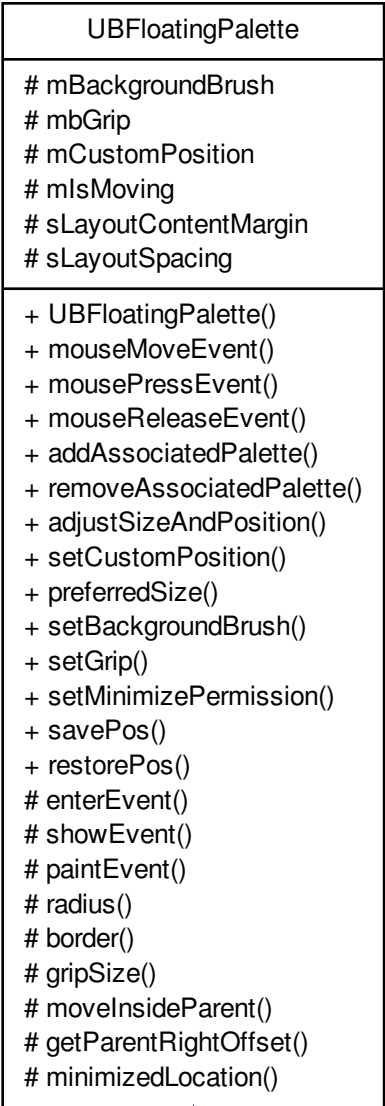 UBFloatingPalette
# mBackgroundBrush
# mbGrip
# mCustomPosition
# mIsMoving
# sLayoutContentMargin
# sLayoutSpacing
+ UBFloatingPalette()
+ mouseMoveEvent()
+ mousePressEvent()
+ mouseReleaseEvent()
+ addAssociatedPalette()
+ removeAssociatedPalette()
+ adjustSizeAndPosition()
+ setCustomPosition()
+ preferredSize()
+ setBackgroundBrush()
+ setGrip()
+ setMinimizePermission()
+ savePos()
+ restorePos()
# enterEvent()
# showEvent()
# paintEvent()
# radius()
# border()
# gripSize()
# moveInsideParent()
# getParentRightOffset()
# minimizedLocation()